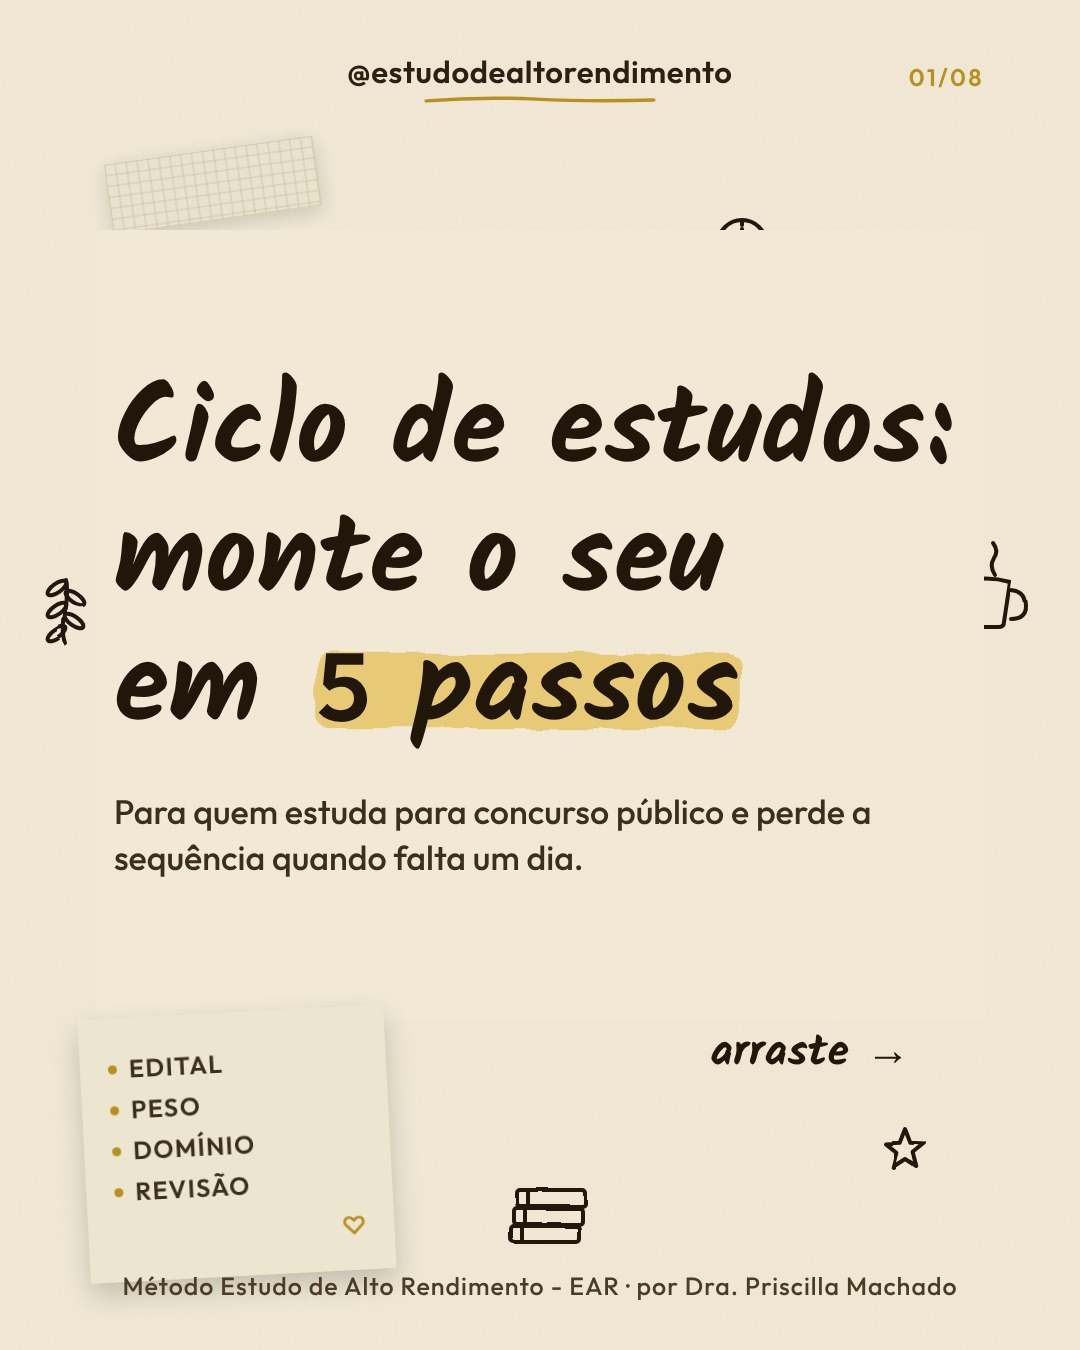 @estudodealtorendimento
01/08
Ciclo de estudos:
monte o seu
em 5 passos
Para quem estuda para concurso público e perde a
sequência quando falta um dia.
arraste →
EDITAL
PESO
DOMÍNIO
REVISÃO
Método Estudo de Alto Rendimento - EAR · por Dra. Priscilla Machado